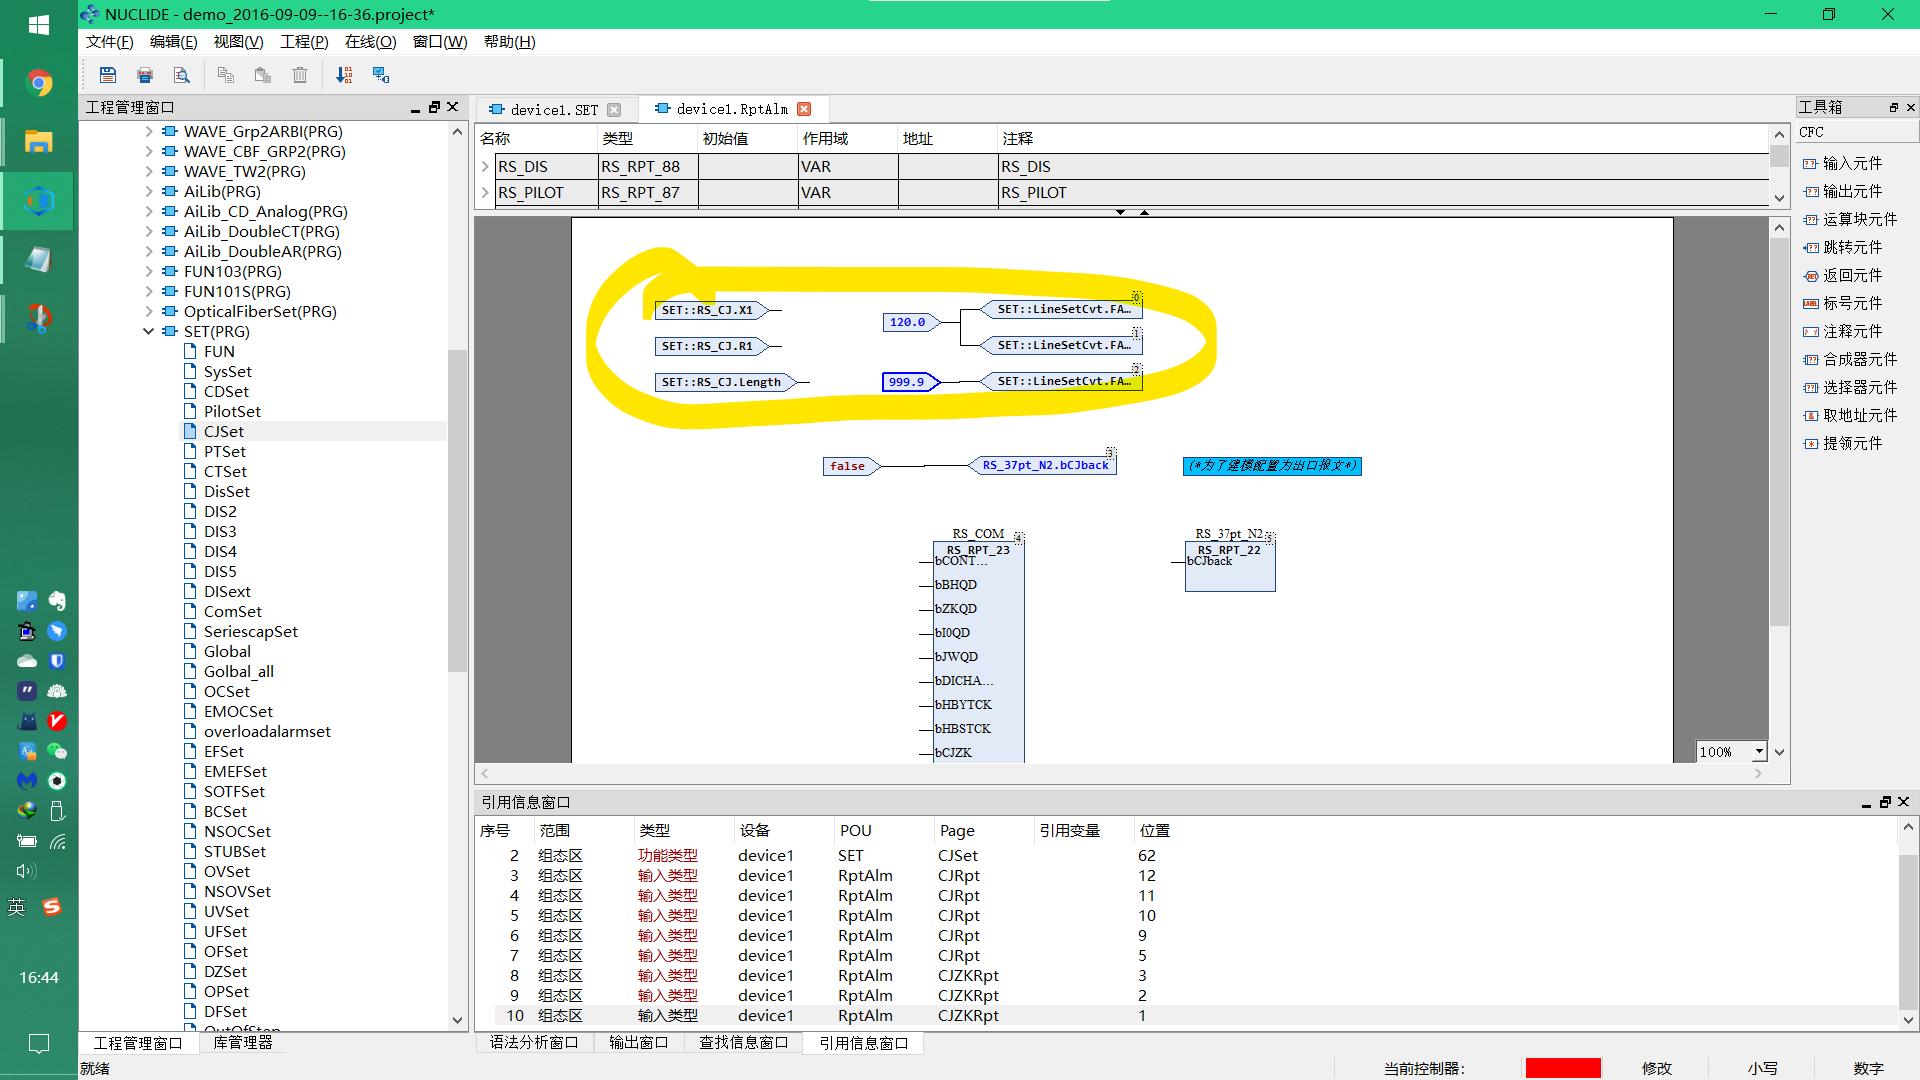 NUCLIDE - demo_2016-09-09--16-36.project*
文件(F) 编辑(E) 视图(V) 工程(P) 在线(O) 窗口(W) 帮助(H)
工程管理窗口
WAVE_Grp2ARBI(PRG)
WAVE_CBF_GRP2(PRG)
WAVE_TW2(PRG)
AiLib(PRG)
AiLib_CD_Analog(PRG)
AiLib_DoubleCT(PRG)
AiLib_DoubleAR(PRG)
FUN103(PRG)
FUN101S(PRG)
OpticalFiberSet(PRG)
SET(PRG)
FUN
SysSet
CDSet
PilotSet
CJSet
PTSet
CTSet
DisSet
DIS2
DIS3
DIS4
DIS5
DISext
ComSet
SeriescapSet
Global
Golbal_all
OCSet
EMOCSet
overloadalarmset
EFSet
EMEFSet
SOTFSet
BCSet
NSOCSet
STUBSet
OVSet
NSOVSet
UVSet
UFSet
OFSet
DZSet
OPSet
DFSet
工程管理窗口 库管理器
device1.SET device1.RptAlm
名称 类型 初始值 作用域 地址 注释
RS_DIS RS_RPT_88 VAR RS_DIS
RS_PILOT RS_RPT_87 VAR RS_PILOT
SET::RS_CJ.X1
SET::RS_CJ.R1
SET::RS_CJ.Length
120.0
999.9
0
SET::LineSetCvt.FA…
1
SET::LineSetCvt.FA…
2
SET::LineSetCvt.FA…
false
3
RS_37pt_N2.bCJback
(*为了建模配置为出口报文*)
RS_COM
4
RS_RPT_23
bCONT...
bBHQD
bZKQD
bI0QD
bJWQD
bDICHA...
bHBYTCK
bHBSTCK
bCJZK
RS_37pt_N2
5
RS_RPT_22
bCJback
100%
引用信息窗口
序号 范围 类型 设备 POU Page 引用变量 位置
2 组态区 功能类型 device1 SET CJSet 62
3 组态区 输入类型 device1 RptAlm CJRpt 12
4 组态区 输入类型 device1 RptAlm CJRpt 11
5 组态区 输入类型 device1 RptAlm CJRpt 10
6 组态区 输入类型 device1 RptAlm CJRpt 9
7 组态区 输入类型 device1 RptAlm CJRpt 5
8 组态区 输入类型 device1 RptAlm CJZKRpt 3
9 组态区 输入类型 device1 RptAlm CJZKRpt 2
10 组态区 输入类型 device1 RptAlm CJZKRpt 1
语法分析窗口 输出窗口 查找信息窗口 引用信息窗口
工具箱
CFC
输入元件
输出元件
运算块元件
跳转元件
返回元件
标号元件
注释元件
合成器元件
选择器元件
取地址元件
提领元件
就绪 当前控制器: 修改 小写 数字
英
16:44